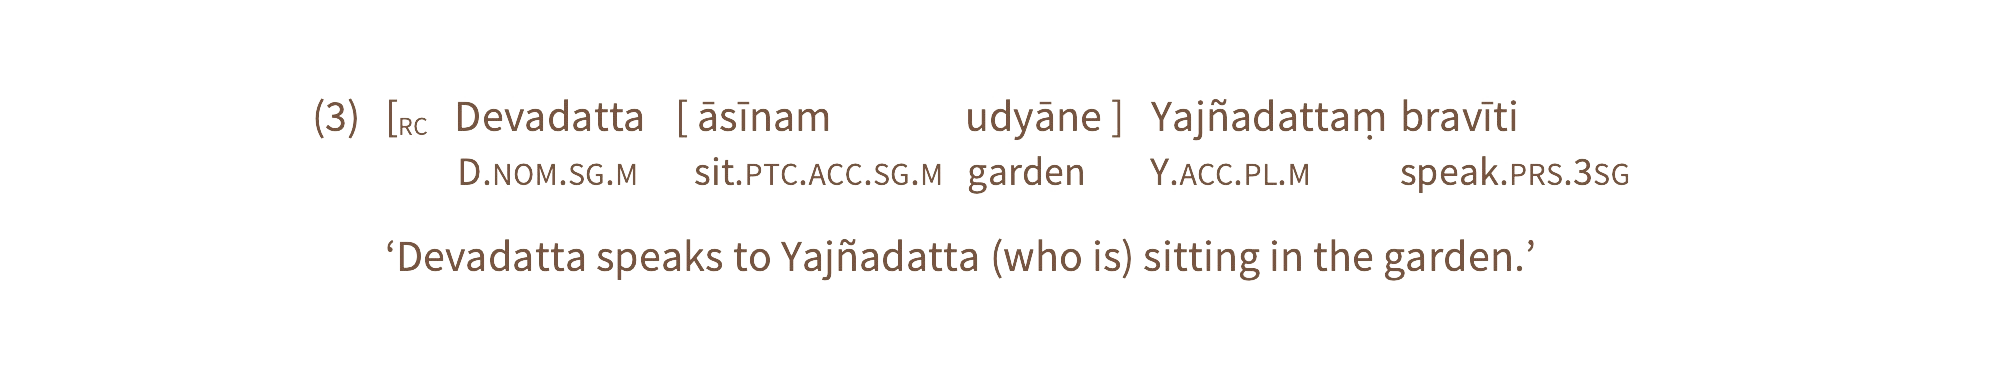 (3) [RC Devadatta [ āsīnam udyāne ] Yajñadattaṃ bravīti
D.NOM.SG.M sit.PTC.ACC.SG.M garden Y.ACC.PL.M speak.PRS.3SG
‘Devadatta speaks to Yajñadatta (who is) sitting in the garden.’